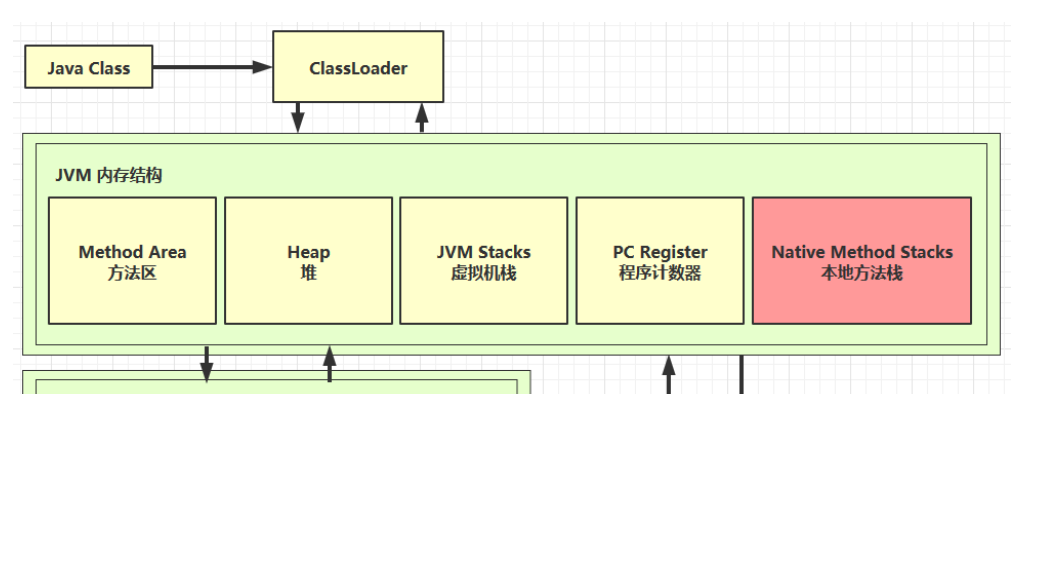 Java Class
ClassLoader
JVM 内存结构
Method Area
方法区
Heap
堆
JVM Stacks
虚拟机栈
PC Register
程序计数器
Native Method Stacks
本地方法栈